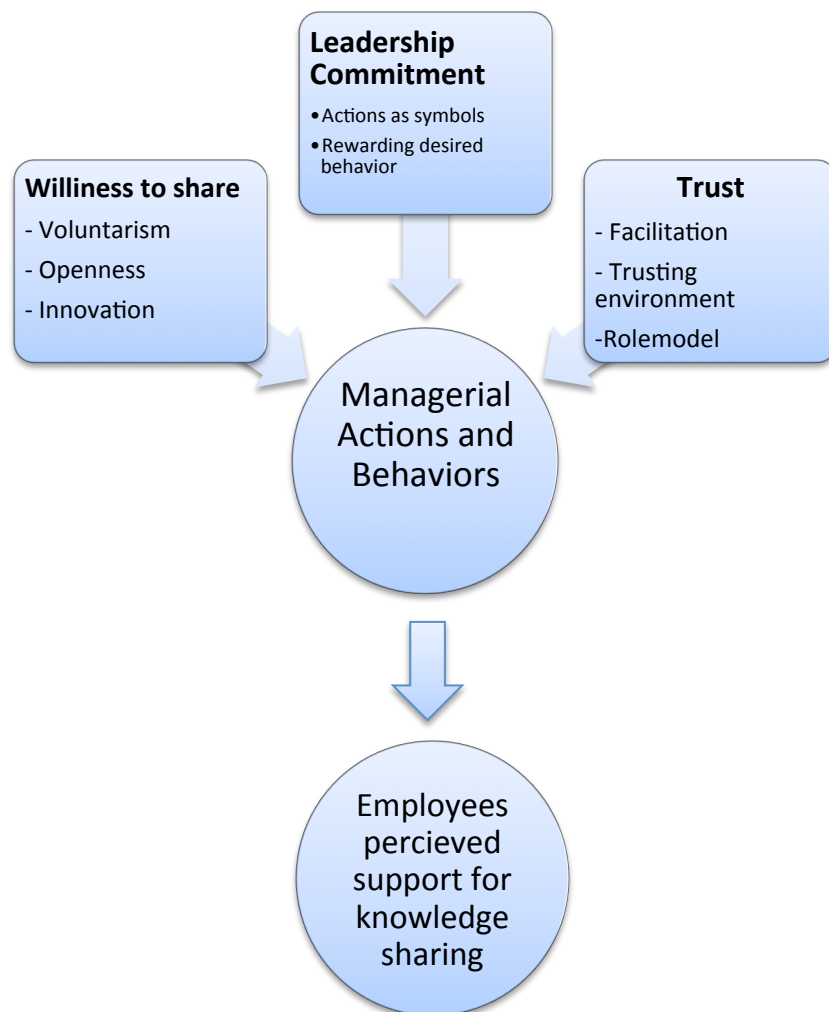 Leadership
Commitment
•Actions as symbols
•Rewarding desired
behavior
Williness to share
- Voluntarism
- Openness
- Innovation
Trust
- Facilitation
- Trusting
environment
-Rolemodel
Managerial
Actions and
Behaviors
Employees
percieved
support for
knowledge
sharing